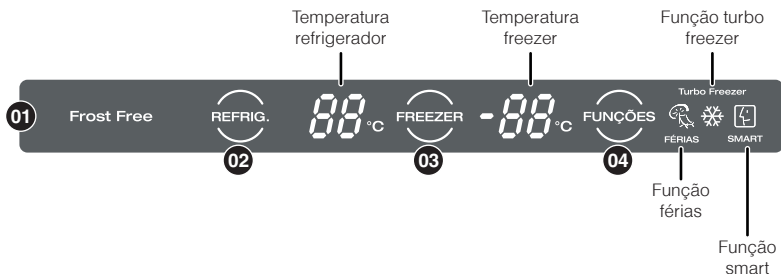 Temperatura
refrigerador
Temperatura
freezer
Função turbo
freezer
01
Frost Free
REFRIG.
88 °C
FREEZER
-88 °C
FUNÇÕES
Turbo Freezer
FÉRIAS
SMART
02
03
04
Função
férias
Função
smart